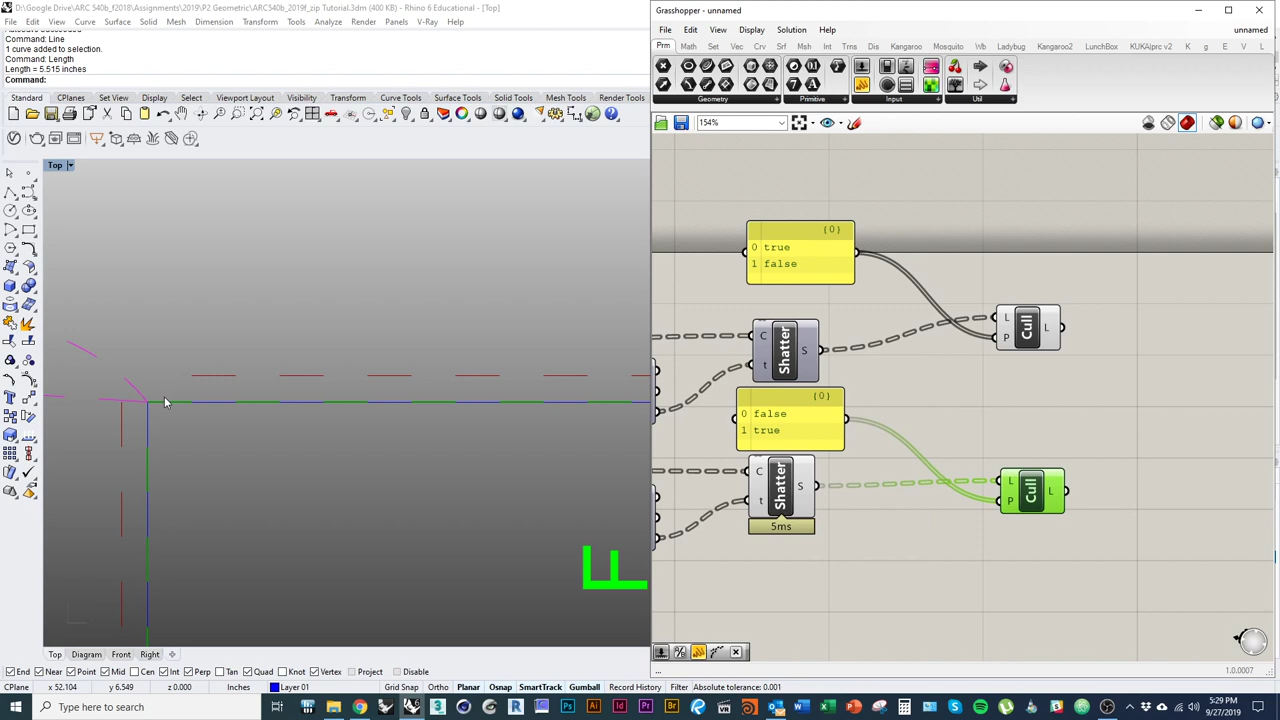 D:\Google Drive\ARC 540b_f2018\Assignments\2019\P2 Geometric\ARC540b_2019f_zip Tutorial.3dm (400 KB) - Rhino 6 Educational - [Top]
File Edit View Curve Surface Solid Mesh Dimension Transform Tools Analyze Render Panels V-Ray Help
Command: Line
1 curve added to selection.
Command: Length
Length = 5.515 inches
Command:
Standard CPlanes Set View Display Select Viewport Layout Visibility Transform Curve Tools Surface Tools Solid Tools Mesh Tools Render Tools
Top
F
Top Diagram Front Right
End Near Point Mid Cen Int Perp Tan Quad Knot Vertex Project Disable
CPlane x 52.104 y 6.549 z 0.000 Inches Layer 01 Grid Snap Ortho Planar Osnap SmartTrack Gumball Record History Filter Absolute tolerance: 0.001
Grasshopper - unnamed
File Edit View Display Solution Help unnamed
Prm Math Set Vec Crv Srf Msh Int Trns Dis Kangaroo Mosquito Wb Ladybug Kangaroo2 LunchBox KUKA|prc v2 K g E V L
Geometry Primitive Input Util
154%
{0}
0 true
1 false
C t Shatter S
L P Cull L
{0}
0 false
1 true
C t Shatter S
5ms
L P Cull L
...
1.0.0007
Type here to search
5:29 PM
9/27/2019